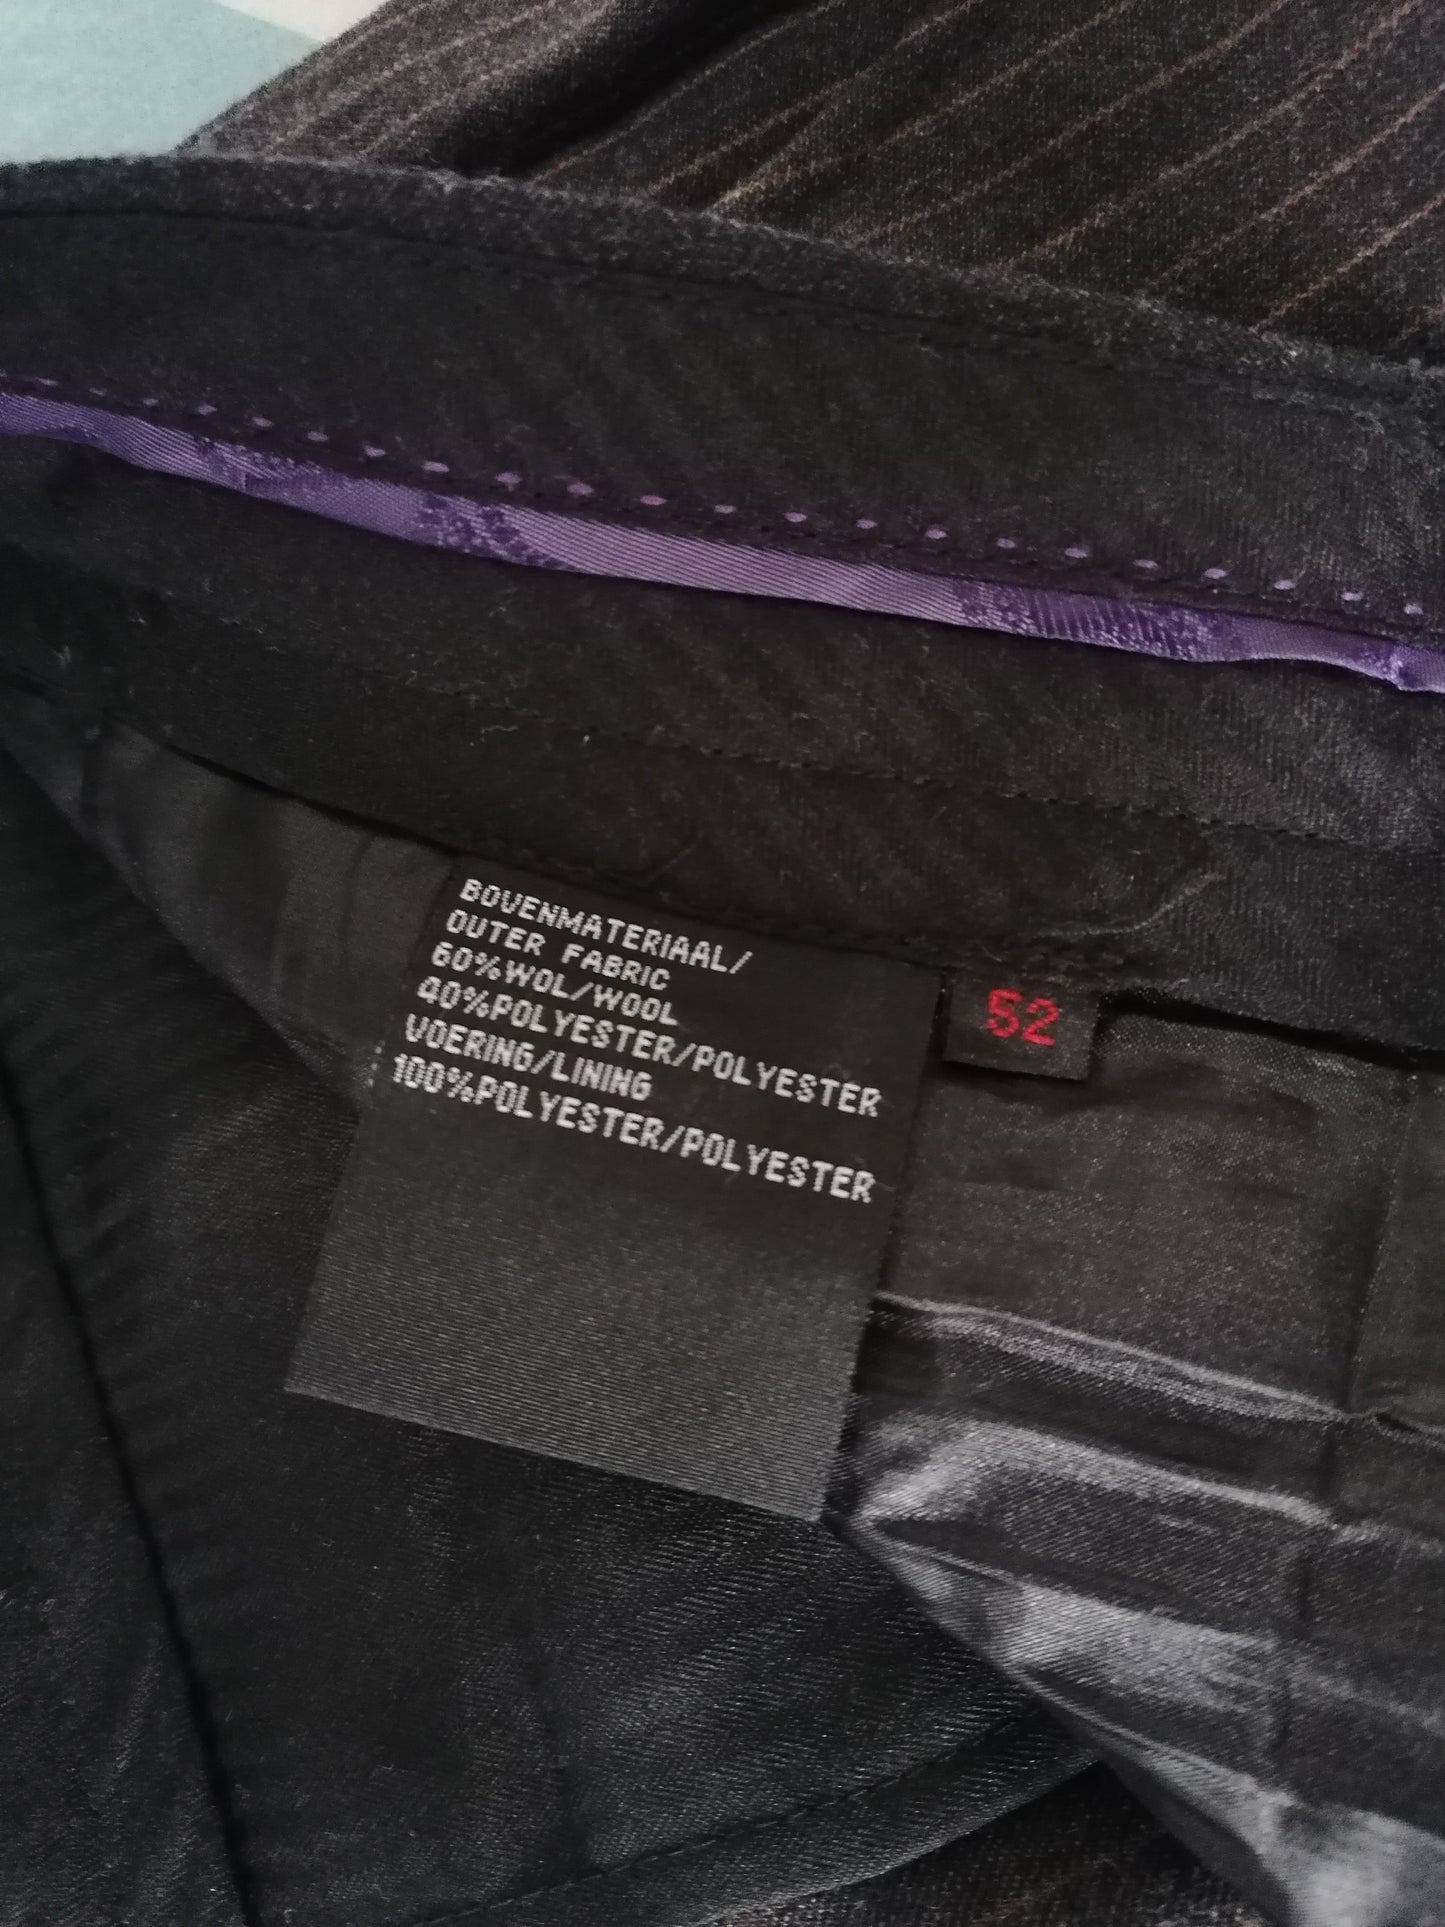 BOVENMATERIAAL/
OUTER FABRIC
60%WOL/WOOL
40%POLYESTER/POLYESTER
VOERING/LINING
100%POLYESTER/POLYESTER
52